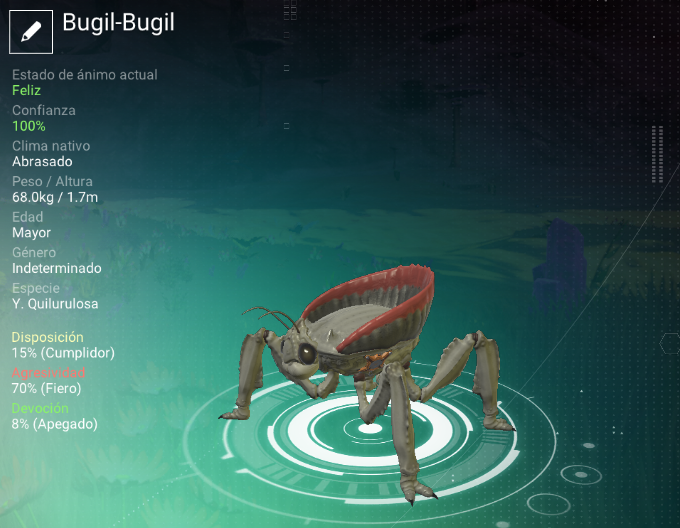 Bugil-Bugil
Estado de ánimo actual
Feliz
Confianza
100%
Clima nativo
Abrasado
Peso / Altura
68.0kg / 1.7m
Edad
Mayor
Género
Indeterminado
Especie
Y. Quilurulosa
Disposición
15% (Cumplidor)
Agresividad
70% (Fiero)
Devoción
8% (Apegado)